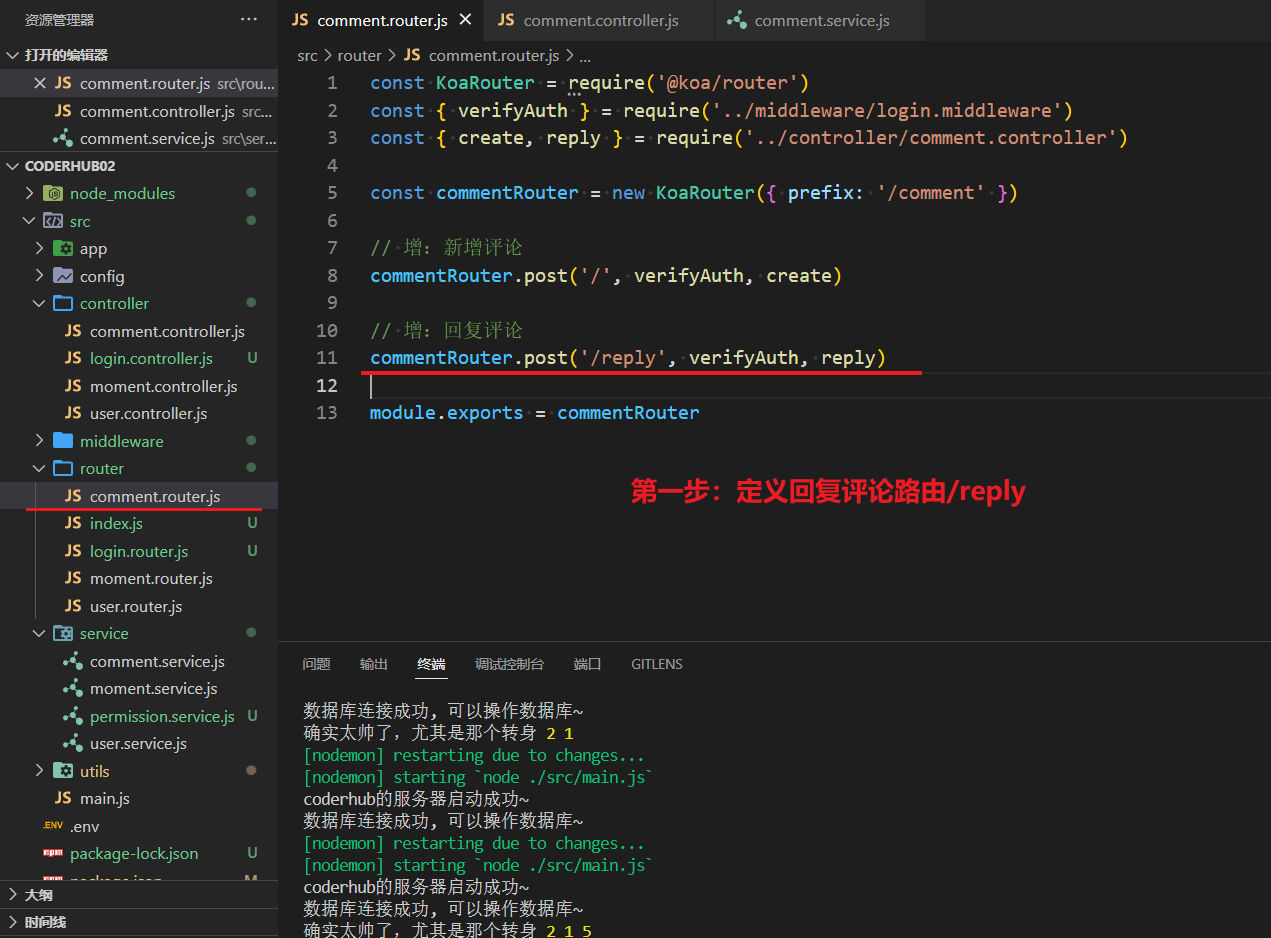 资源管理器 ···
打开的编辑器
× JS comment.router.js src\rou...
JS comment.controller.js src...
comment.service.js src\ser...
CODERHUB02
node_modules
src
app
config
controller
JS comment.controller.js
JS login.controller.js U
JS moment.controller.js
JS user.controller.js
middleware
router
JS comment.router.js
JS index.js U
JS login.router.js U
JS moment.router.js
JS user.router.js
service
comment.service.js
moment.service.js
permission.service.js U
user.service.js
utils
JS main.js
.ENV .env
npm package-lock.json U
npm package.json M
大纲
时间线
JS comment.router.js × JS comment.controller.js comment.service.js
src > router > JS comment.router.js > ...
1 const KoaRouter = require('@koa/router')
2 const { verifyAuth } = require('../middleware/login.middleware')
3 const { create, reply } = require('../controller/comment.controller')
4
5 const commentRouter = new KoaRouter({ prefix: '/comment' })
6
7 // 增: 新增评论
8 commentRouter.post('/', verifyAuth, create)
9
10 // 增: 回复评论
11 commentRouter.post('/reply', verifyAuth, reply)
12
13 module.exports = commentRouter
第一步：定义回复评论路由/reply
问题 输出 终端 调试控制台 端口 GITLENS
数据库连接成功, 可以操作数据库~
确实太帅了, 尤其是那个转身 2 1
[nodemon] restarting due to changes...
[nodemon] starting `node ./src/main.js`
coderhub的服务器启动成功~
数据库连接成功, 可以操作数据库~
[nodemon] restarting due to changes...
[nodemon] starting `node ./src/main.js`
coderhub的服务器启动成功~
数据库连接成功, 可以操作数据库~
确实太帅了, 尤其是那个转身 2 1 5